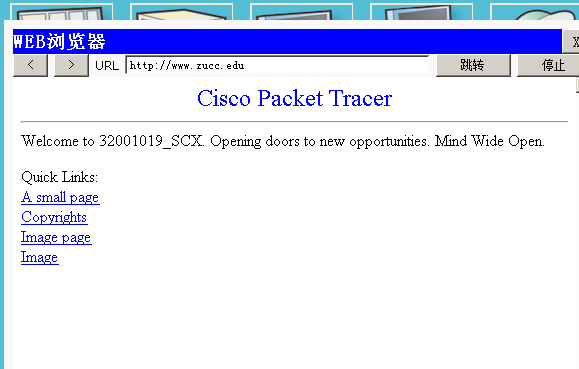 WEB浏览器 X
< > URL http://www.zucc.edu 跳转 停止
Cisco Packet Tracer
Welcome to 32001019_SCX. Opening doors to new opportunities. Mind Wide Open.
Quick Links:
A small page
Copyrights
Image page
Image